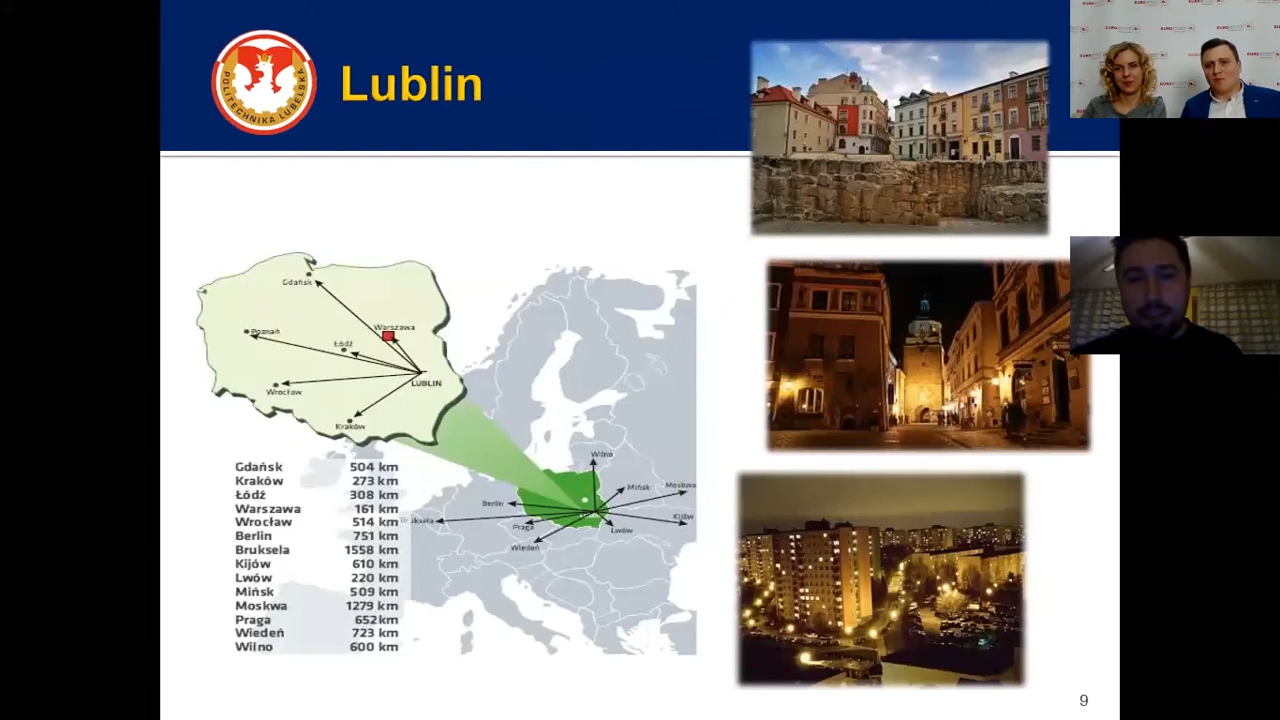 POLITECHNIKA LUBELSKA
Lublin
Gdańsk
Poznań
Warszawa
Łódź
LUBLIN
Wrocław
Kraków
Gdańsk 504 km
Kraków 273 km
Łódź 308 km
Warszawa 161 km
Wrocław 514 km
Berlin 751 km
Bruksela 1558 km
Kijów 610 km
Lwów 220 km
Mińsk 509 km
Moskwa 1279 km
Praga 652km
Wiedeń 723 km
Wilno 600 km
Wilno
Mińsk
Moskwa
Berlin
Bruksela
Praga
Kijów
Lwów
Wiedeń
9